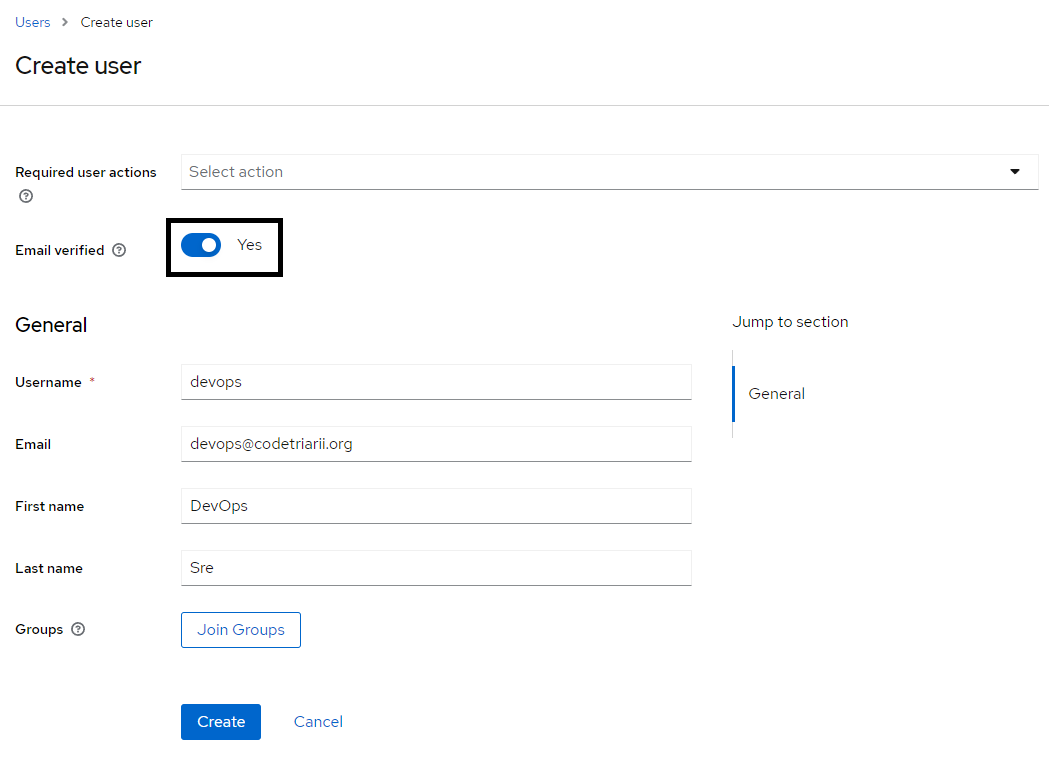 Users > Create user
Create user
Required user actions
Select action
Email verified
Yes
General
Jump to section
General
Username *
devops
Email
devops@codetriarii.org
First name
DevOps
Last name
Sre
Groups
Join Groups
Create
Cancel